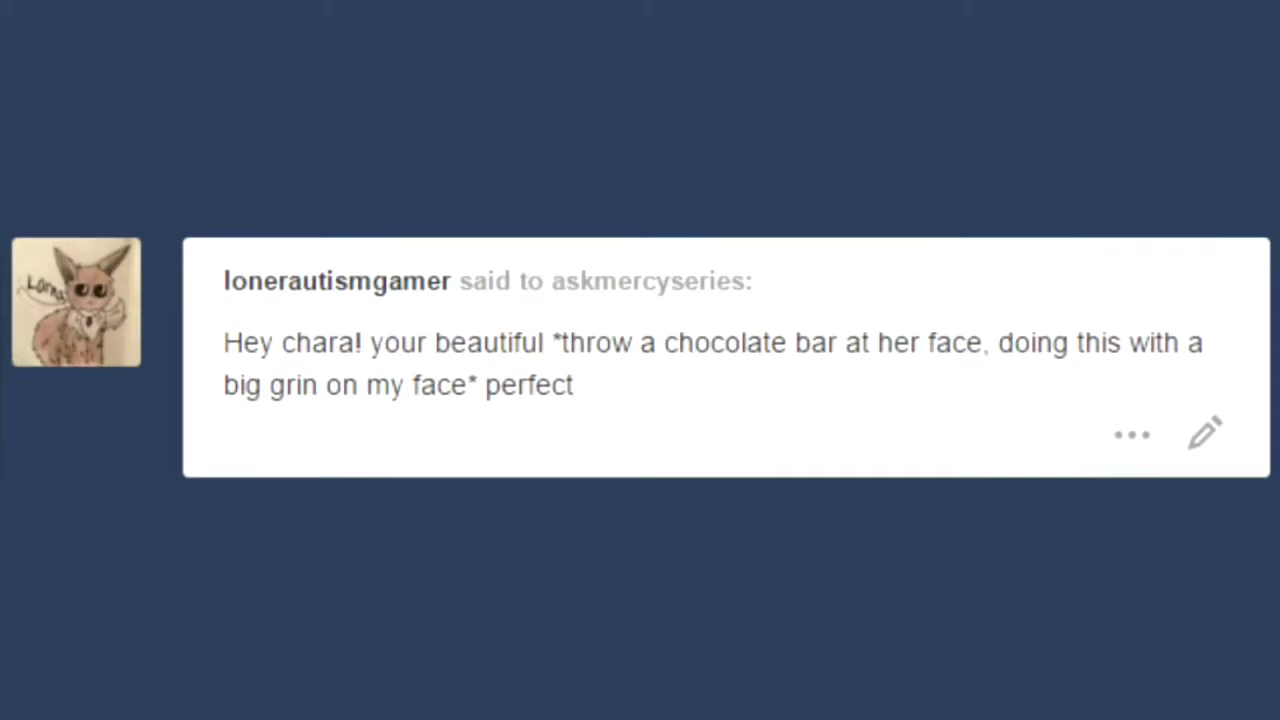 Lorna
lonerautismgamer said to askmercyseries:
Hey chara! your beautiful *throw a chocolate bar at her face, doing this with a
big grin on my face* perfect